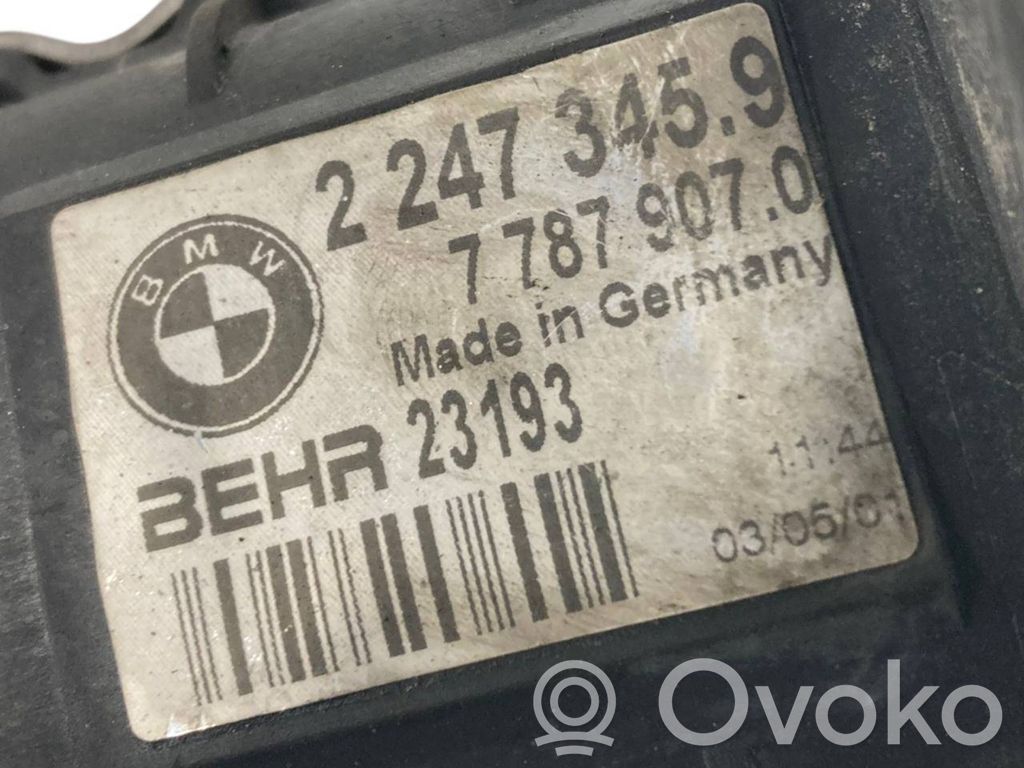 2 247 345.9
7 787 907.0
BMW
Made in Germany
BEHR 23193
11:44
03/05/01
Ovoko